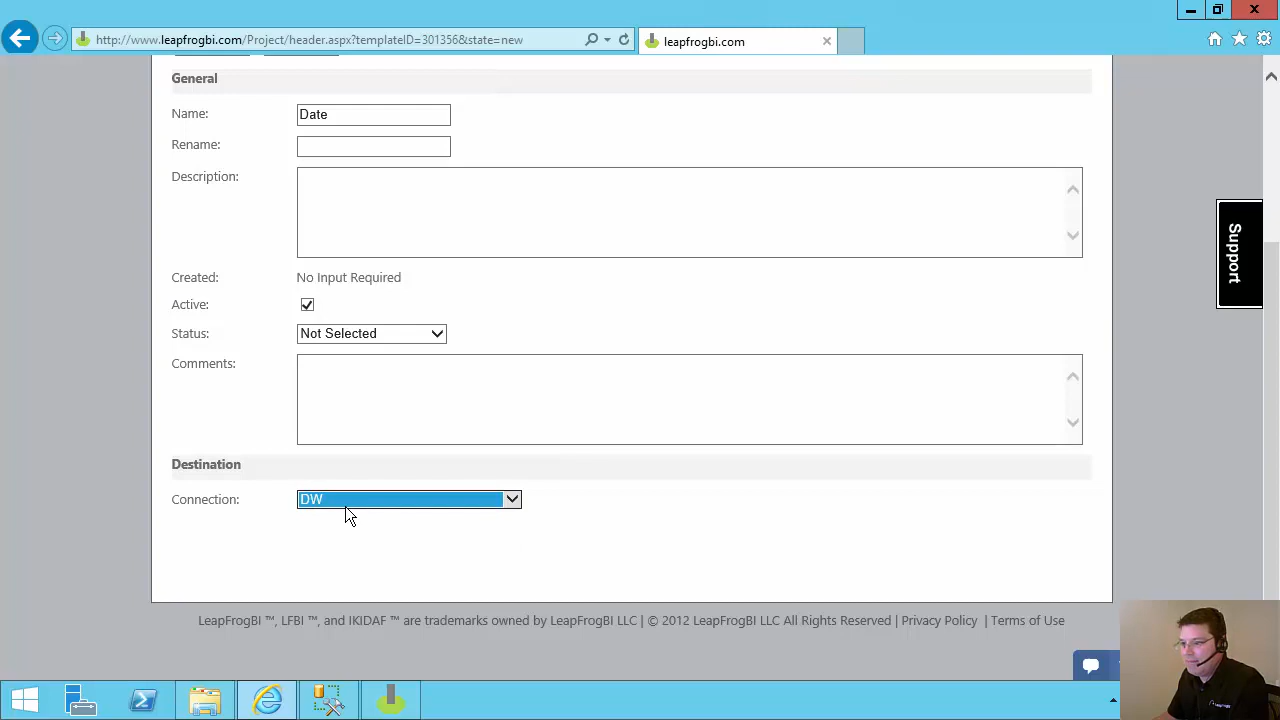 http://www.leapfrogbi.com/Project/header.aspx?templateID=301356&state=new
leapfrogbi.com
General
Name:
Date
Rename:
Description:
Created:
No Input Required
Active:
Status:
Not Selected
Comments:
Destination
Connection:
DW
Support
LeapFrogBI ™, LFBI ™, and IKIDAF ™ are trademarks owned by LeapFrogBI LLC | © 2012 LeapFrogBI LLC All Rights Reserved | Privacy Policy | Terms of Use